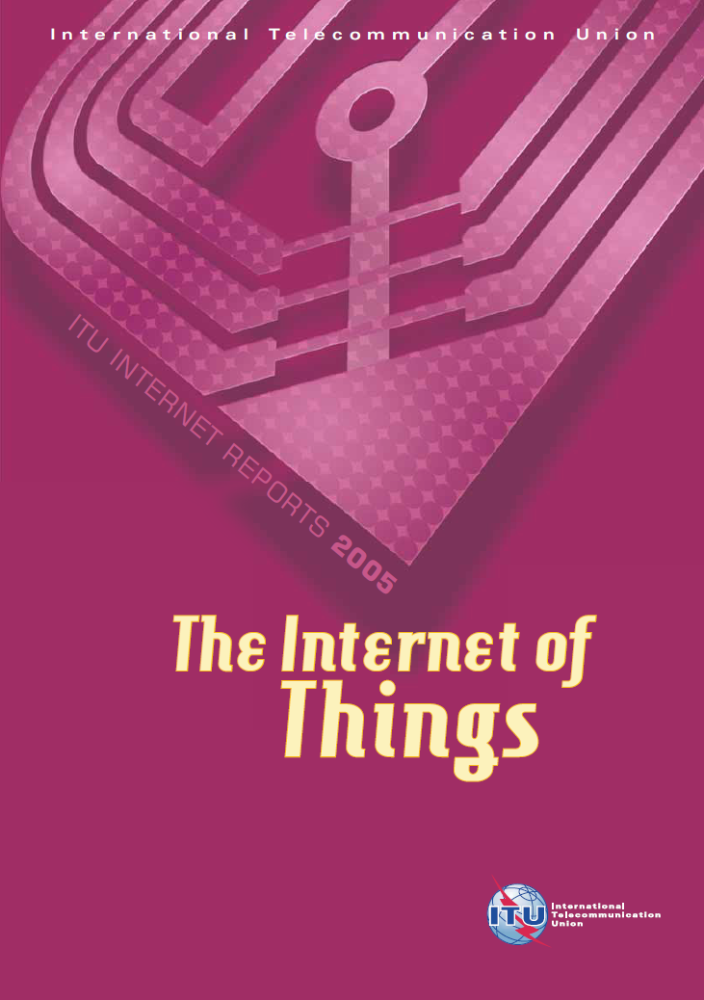 International Telecommunication Union
ITU INTERNET REPORTS 2005
The Internet of
Things
ITU
International
Telecommunication
Union